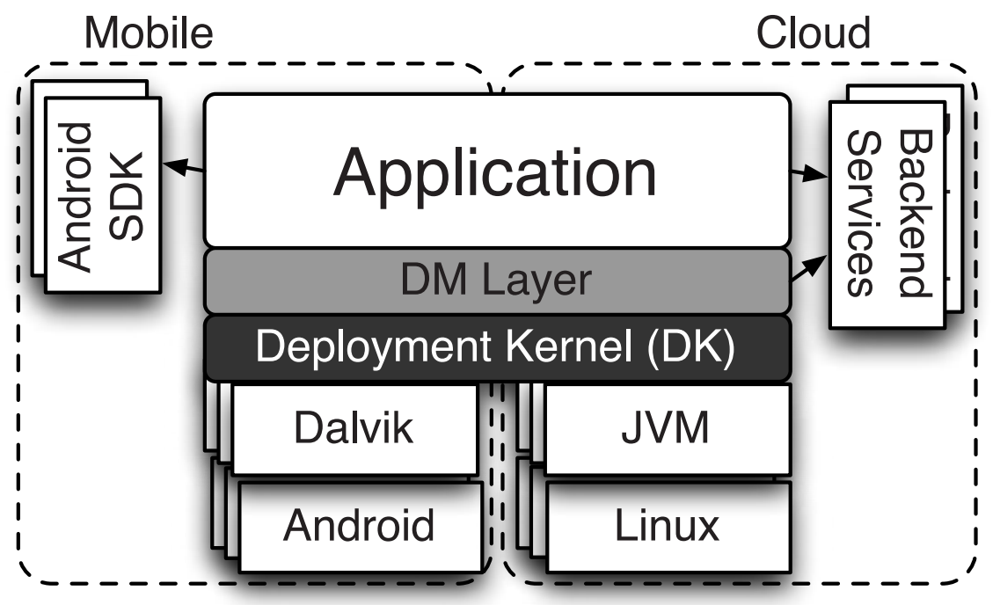 Mobile
Cloud
Android
SDK
Application
Backend
Services
DM Layer
Deployment Kernel (DK)
Dalvik
JVM
Android
Linux